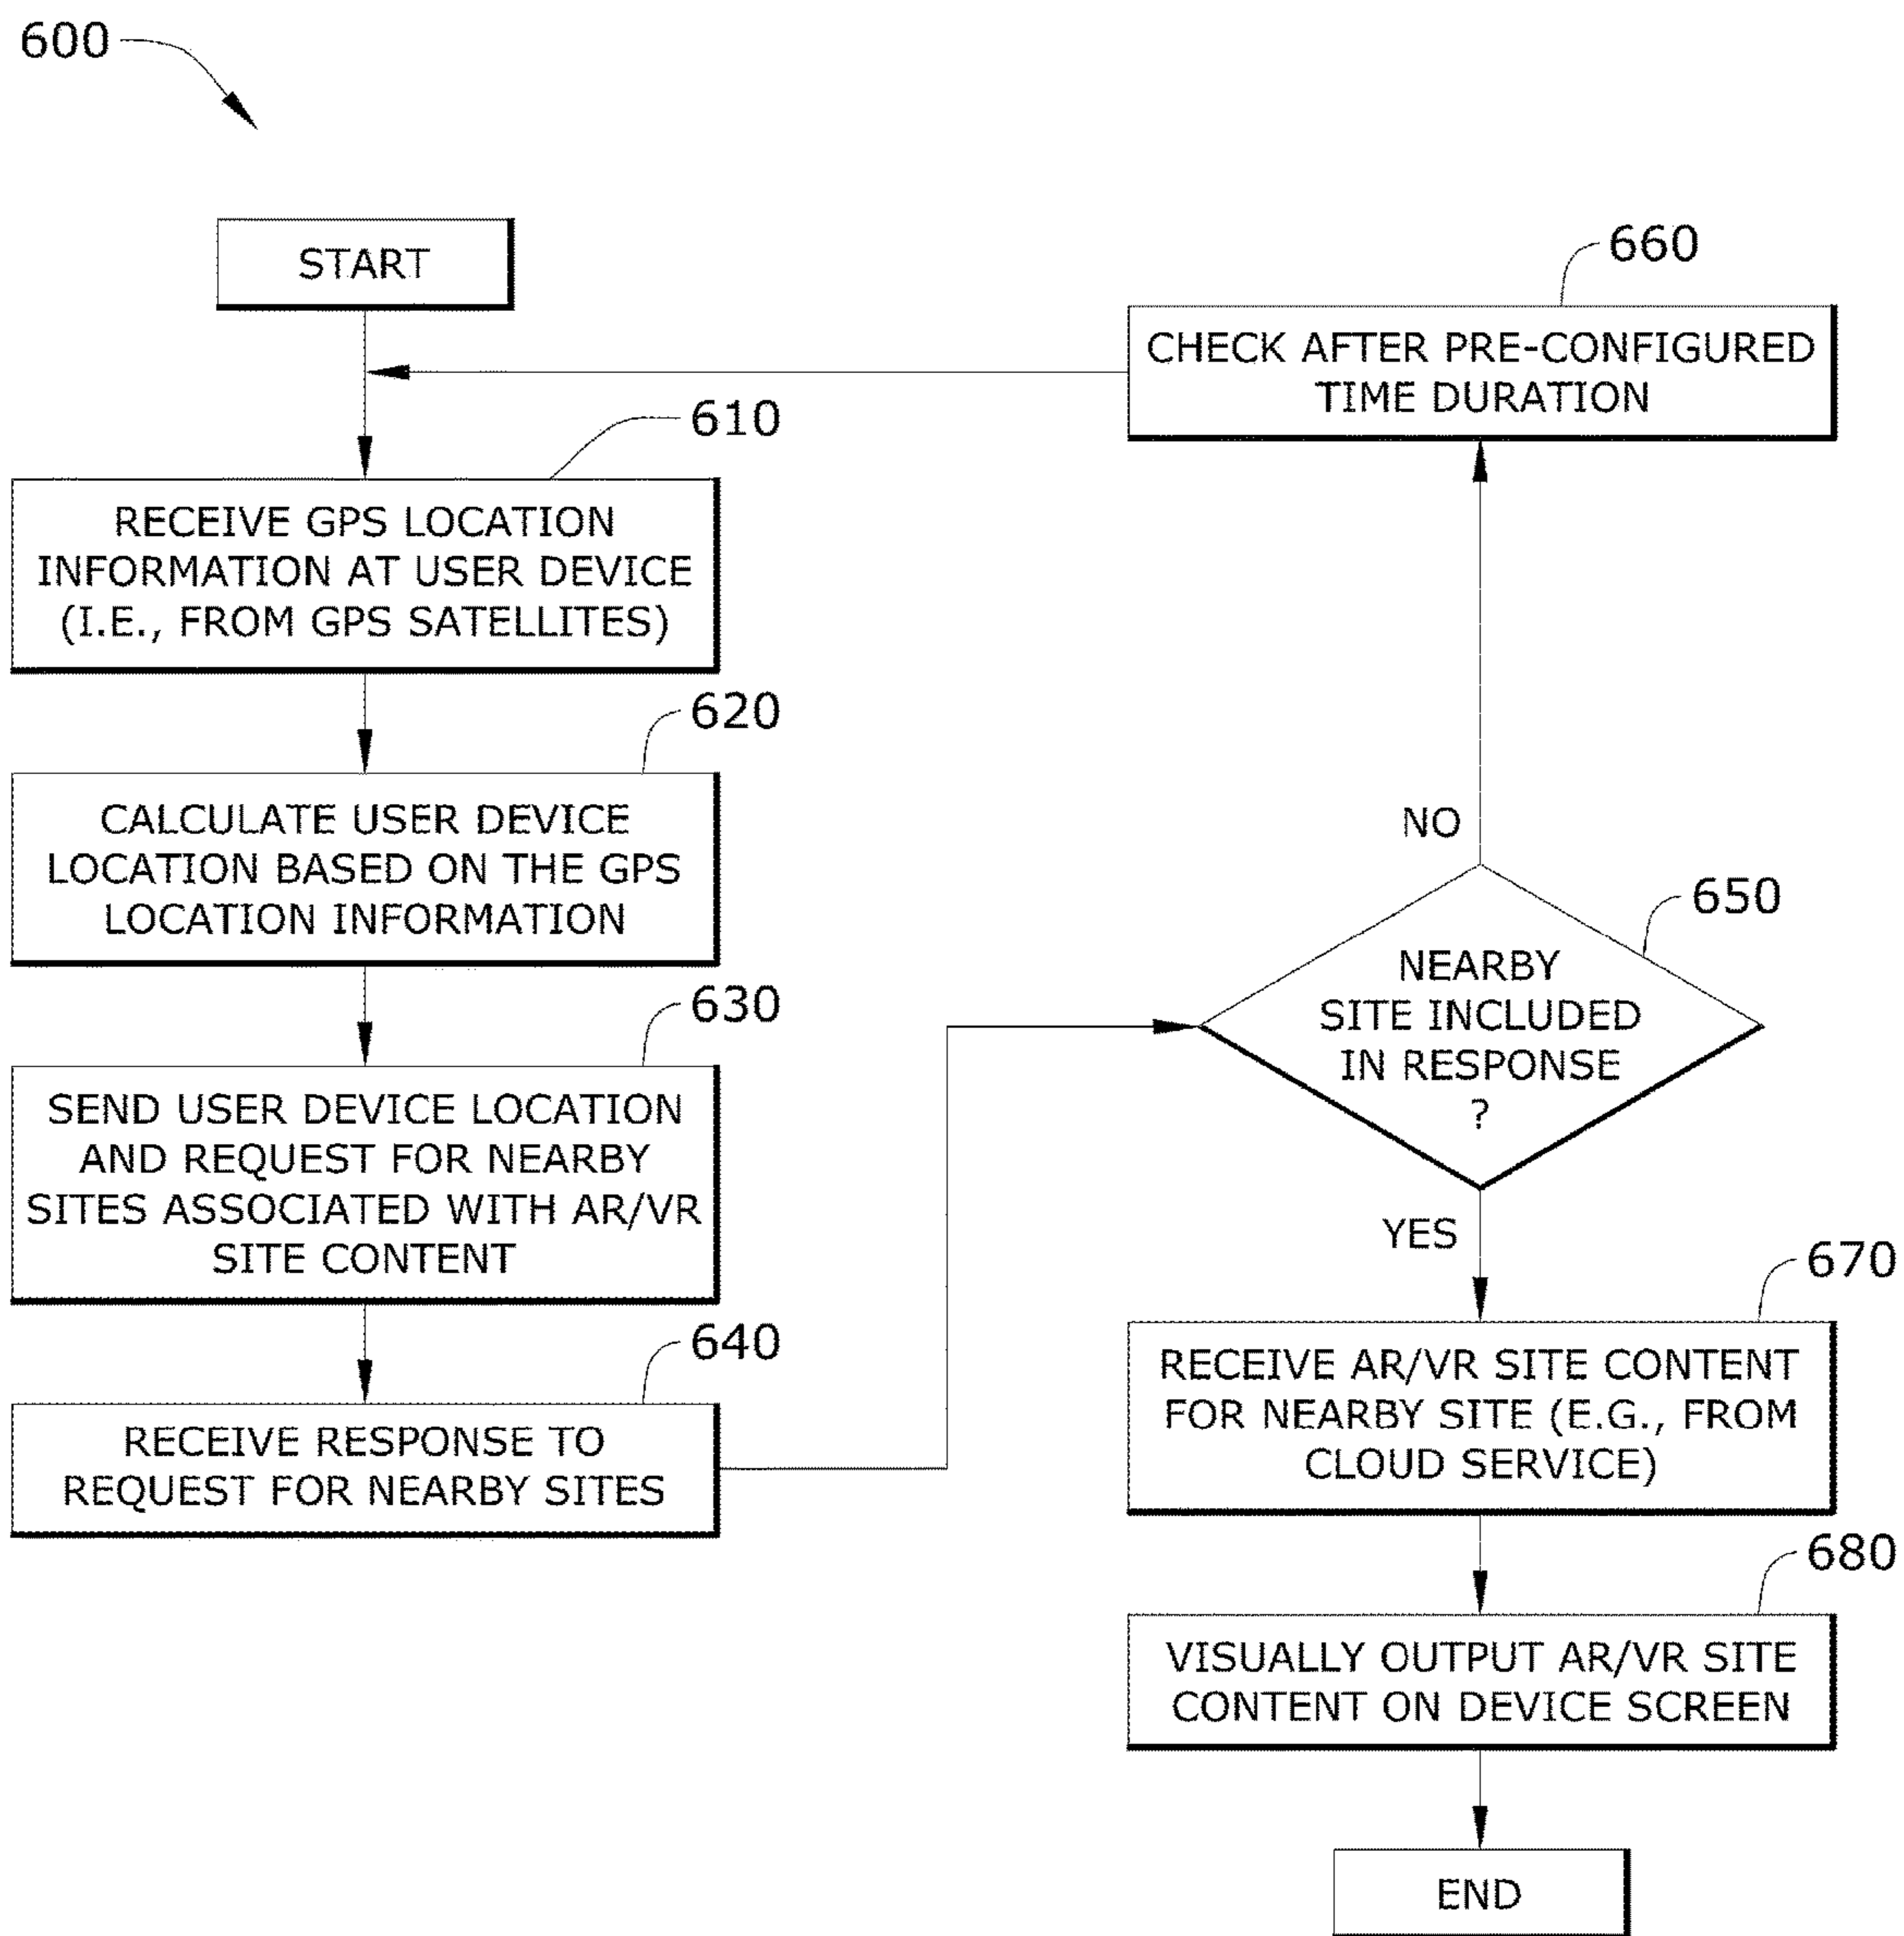 600
START
610
RECEIVE GPS LOCATION
INFORMATION AT USER DEVICE
(I.E., FROM GPS SATELLITES)
620
CALCULATE USER DEVICE
LOCATION BASED ON THE GPS
LOCATION INFORMATION
630
SEND USER DEVICE LOCATION
AND REQUEST FOR NEARBY
SITES ASSOCIATED WITH AR/VR
SITE CONTENT
640
RECEIVE RESPONSE TO
REQUEST FOR NEARBY SITES
660
CHECK AFTER PRE-CONFIGURED
TIME DURATION
NO
650
NEARBY
SITE INCLUDED
IN RESPONSE
?
YES
670
RECEIVE AR/VR SITE CONTENT
FOR NEARBY SITE (E.G., FROM
CLOUD SERVICE)
680
VISUALLY OUTPUT AR/VR SITE
CONTENT ON DEVICE SCREEN
END